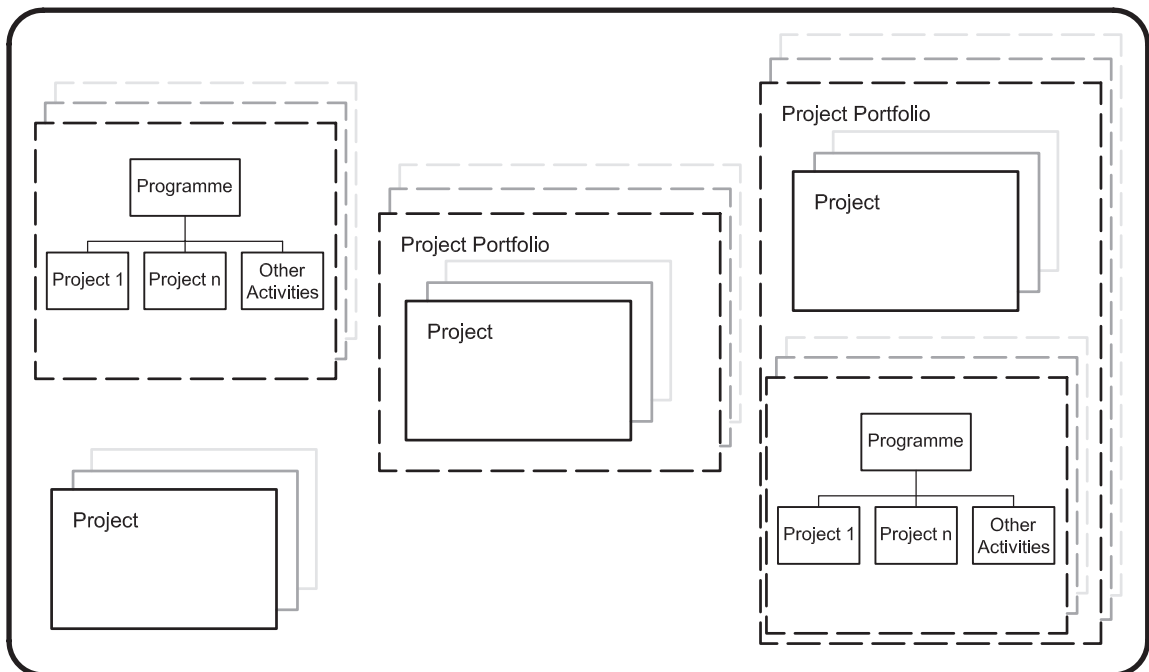 Programme
Project 1
Project n
Other
Activities
Project
Project Portfolio
Project
Project Portfolio
Project
Programme
Project 1
Project n
Other
Activities